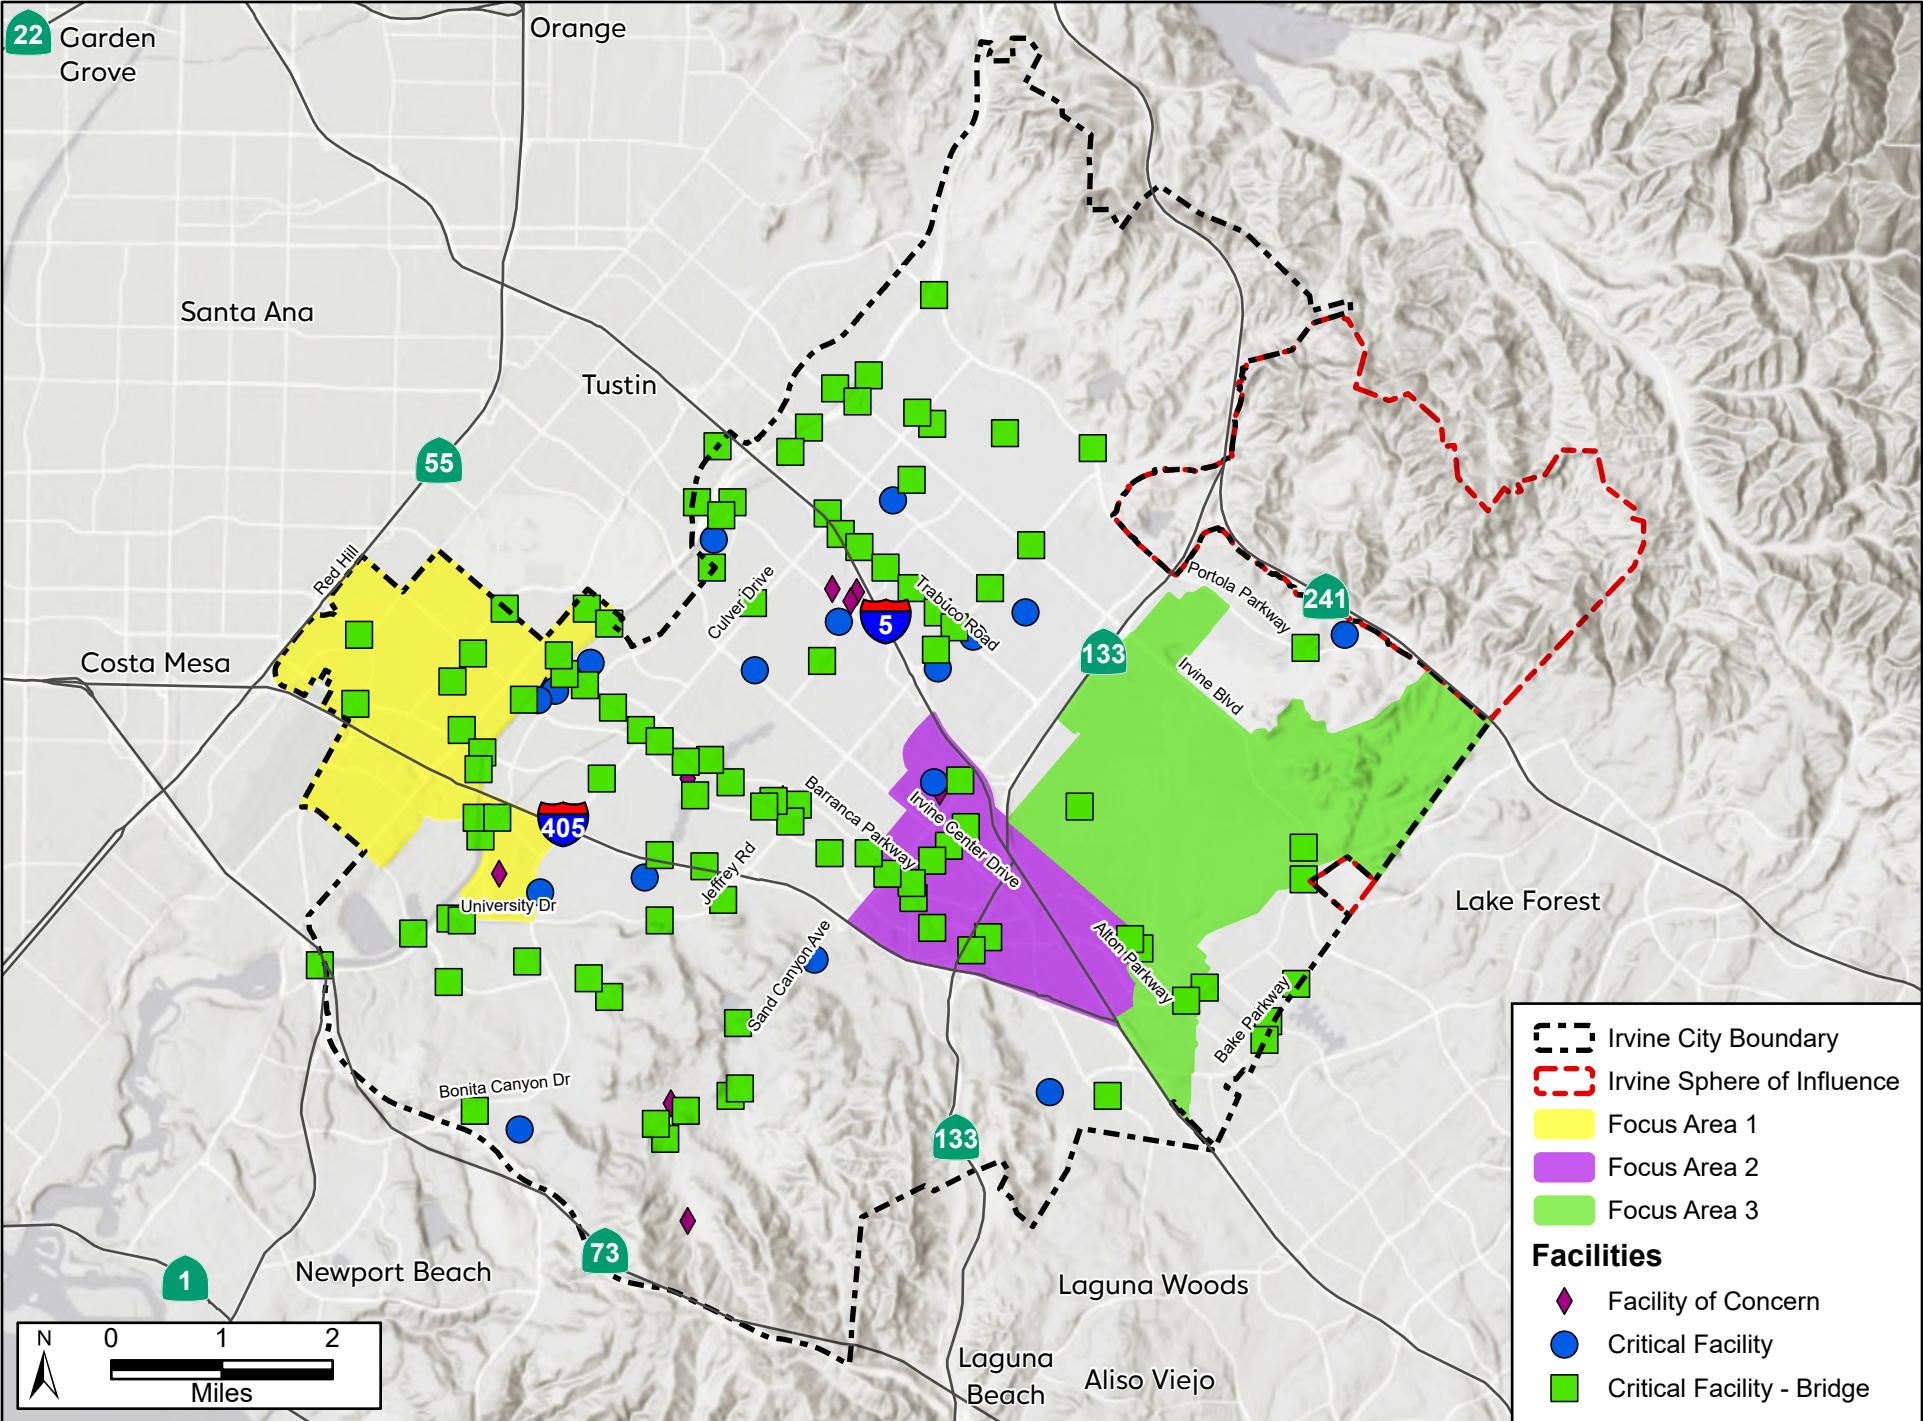 22
Garden
Grove
Orange
Santa Ana
Tustin
55
Red Hill
Culver Drive
Trabuco Road
5
Portola Parkway
241
133
Irvine Blvd
Costa Mesa
405
Barranca Parkway
Irvine Center Drive
Jeffrey Rd
University Dr
Lake Forest
Sand Canyon Ave
Alton Parkway
Bake Parkway
Bonita Canyon Dr
133
73
Newport Beach
1
Laguna Woods
Laguna
Beach
Aliso Viejo
N
0 1 2
Miles
Irvine City Boundary
Irvine Sphere of Influence
Focus Area 1
Focus Area 2
Focus Area 3
Facilities
Facility of Concern
Critical Facility
Critical Facility - Bridge